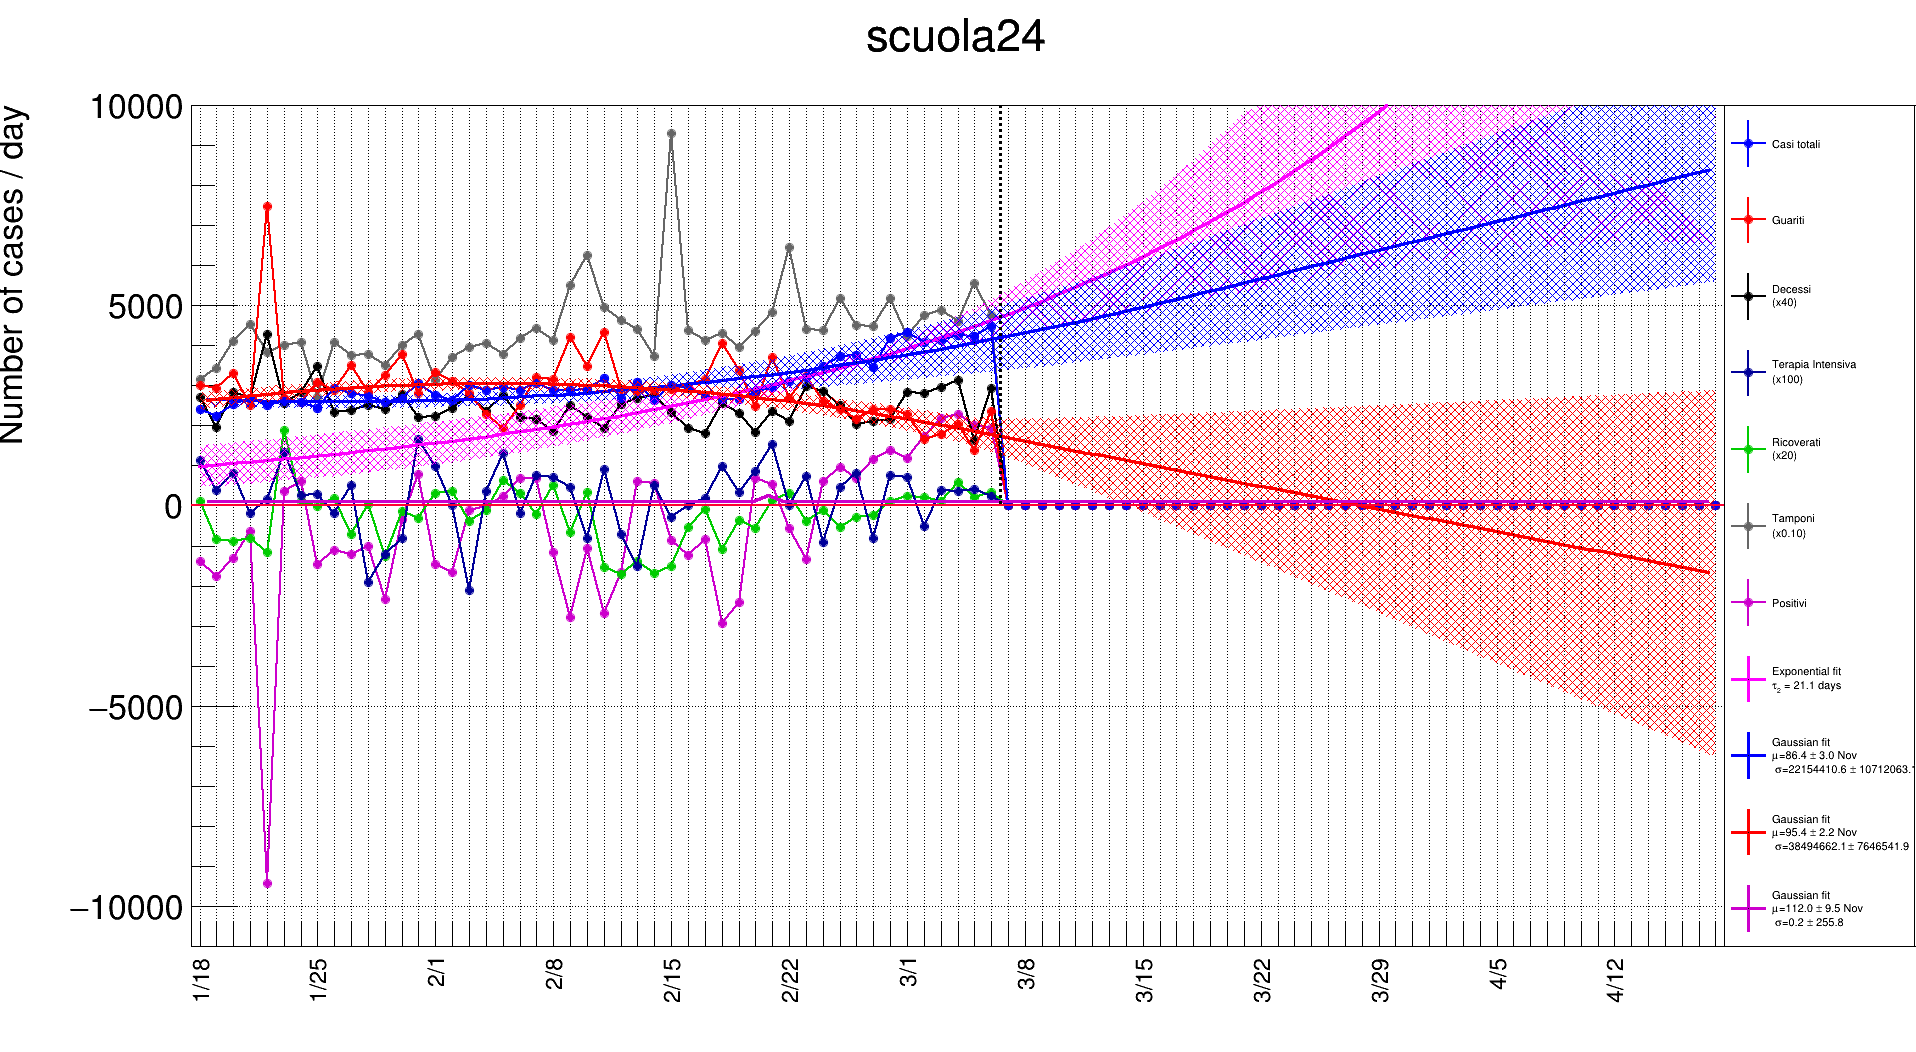 scuola24
Number of cases / day
10000
5000
0
−5000
−10000
1/18
1/25
2/1
2/8
2/15
2/22
3/1
3/8
3/15
3/22
3/29
4/5
4/12
Casi totali
Guariti
Decessi
(x40)
Terapia Intensiva
(x100)
Ricoverati
(x20)
Tamponi
(x0.10)
Positivi
Exponential fit
τ₂ = 21.1 days
Gaussian fit
μ=86.4 ± 3.0 Nov
σ=22154410.6 ± 10712063.
Gaussian fit
μ=95.4 ± 2.2 Nov
σ=38494662.1 ± 7646541.9
Gaussian fit
μ=112.0 ± 9.5 Nov
σ=0.2 ± 255.8